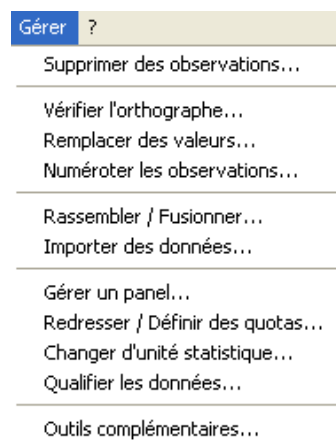 Gérer ?
Supprimer des observations...
Vérifier l'orthographe...
Remplacer des valeurs...
Numéroter les observations...
Rassembler / Fusionner...
Importer des données...
Gérer un panel...
Redresser / Définir des quotas...
Changer d'unité statistique...
Qualifier les données...
Outils complémentaires...